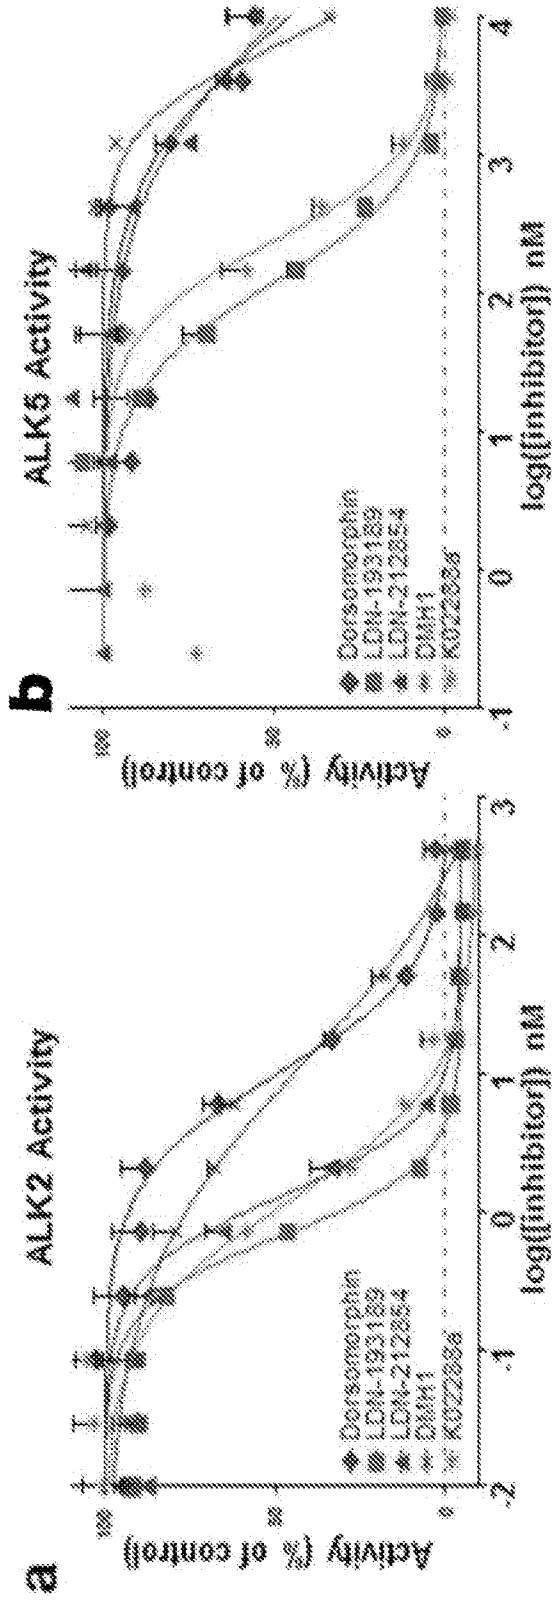 a
ALK2 Activity
Activity (% of control)
100
50
0
Dorsomorphin
LDN-193189
LDN-212854
DMH1
K02288
-2
-1
0
1
2
3
log([inhibitor]) nM
b
ALK5 Activity
Activity (% of control)
100
50
0
Dorsomorphin
LDN-193189
LDN-212854
DMH1
-1
0
1
2
3
4
log([inhibitor]) nM